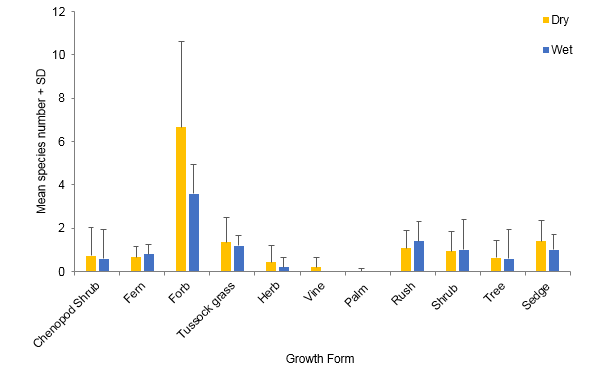 12
10
8
6
4
2
0
Mean species number + SD
Dry
Wet
Chenopod Shrub
Fern
Forb
Tussock grass
Herb
Vine
Palm
Rush
Shrub
Tree
Sedge
Growth Form